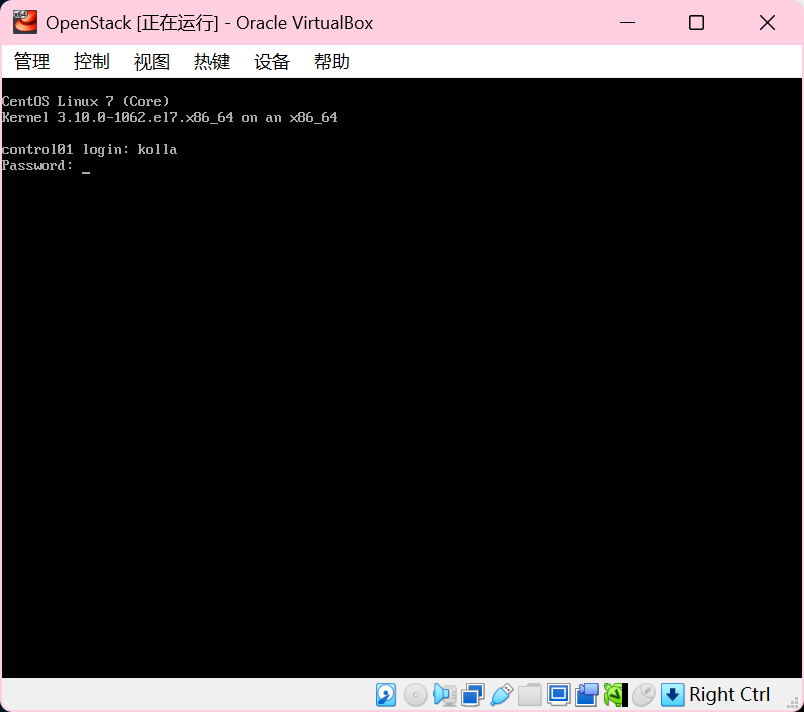 OpenStack [正在运行] - Oracle VirtualBox
管理 控制 视图 热键 设备 帮助
CentOS Linux 7 (Core)
Kernel 3.10.0-1062.el7.x86_64 on an x86_64
control01 login: kolla
Password: _
Right Ctrl